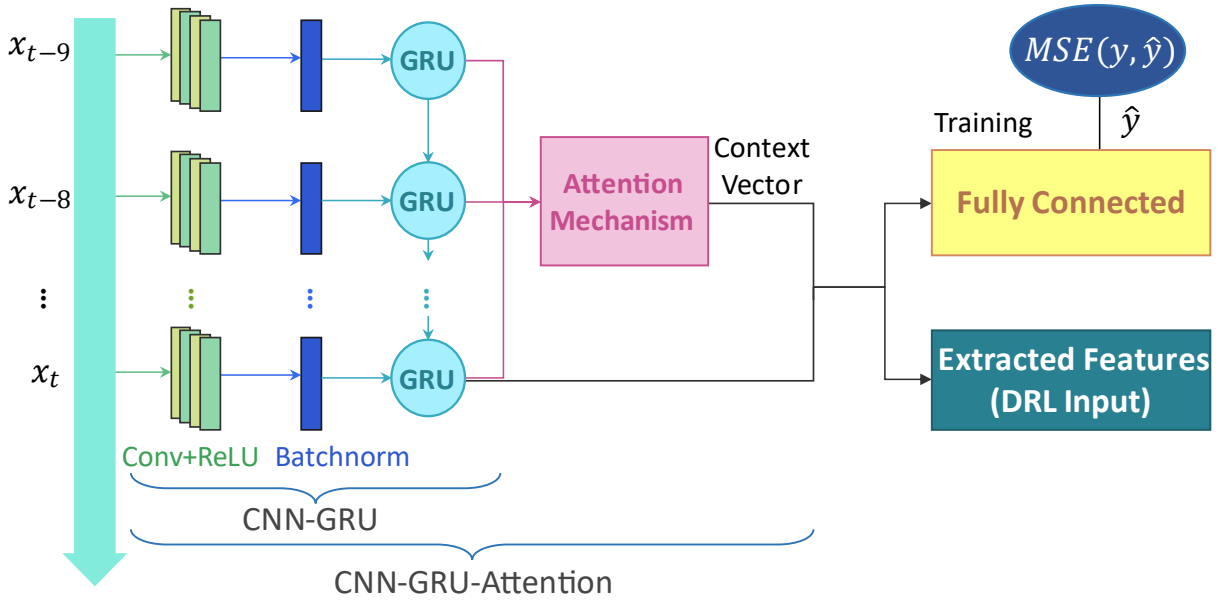 x_{t-9}
GRU
MSE(y, ŷ)
Training
ŷ
x_{t-8}
GRU
Attention
Mechanism
Context
Vector
Fully Connected
...
...
...
...
x_t
GRU
Extracted Features
(DRL Input)
Conv+ReLU
Batchnorm
CNN-GRU
CNN-GRU-Attention